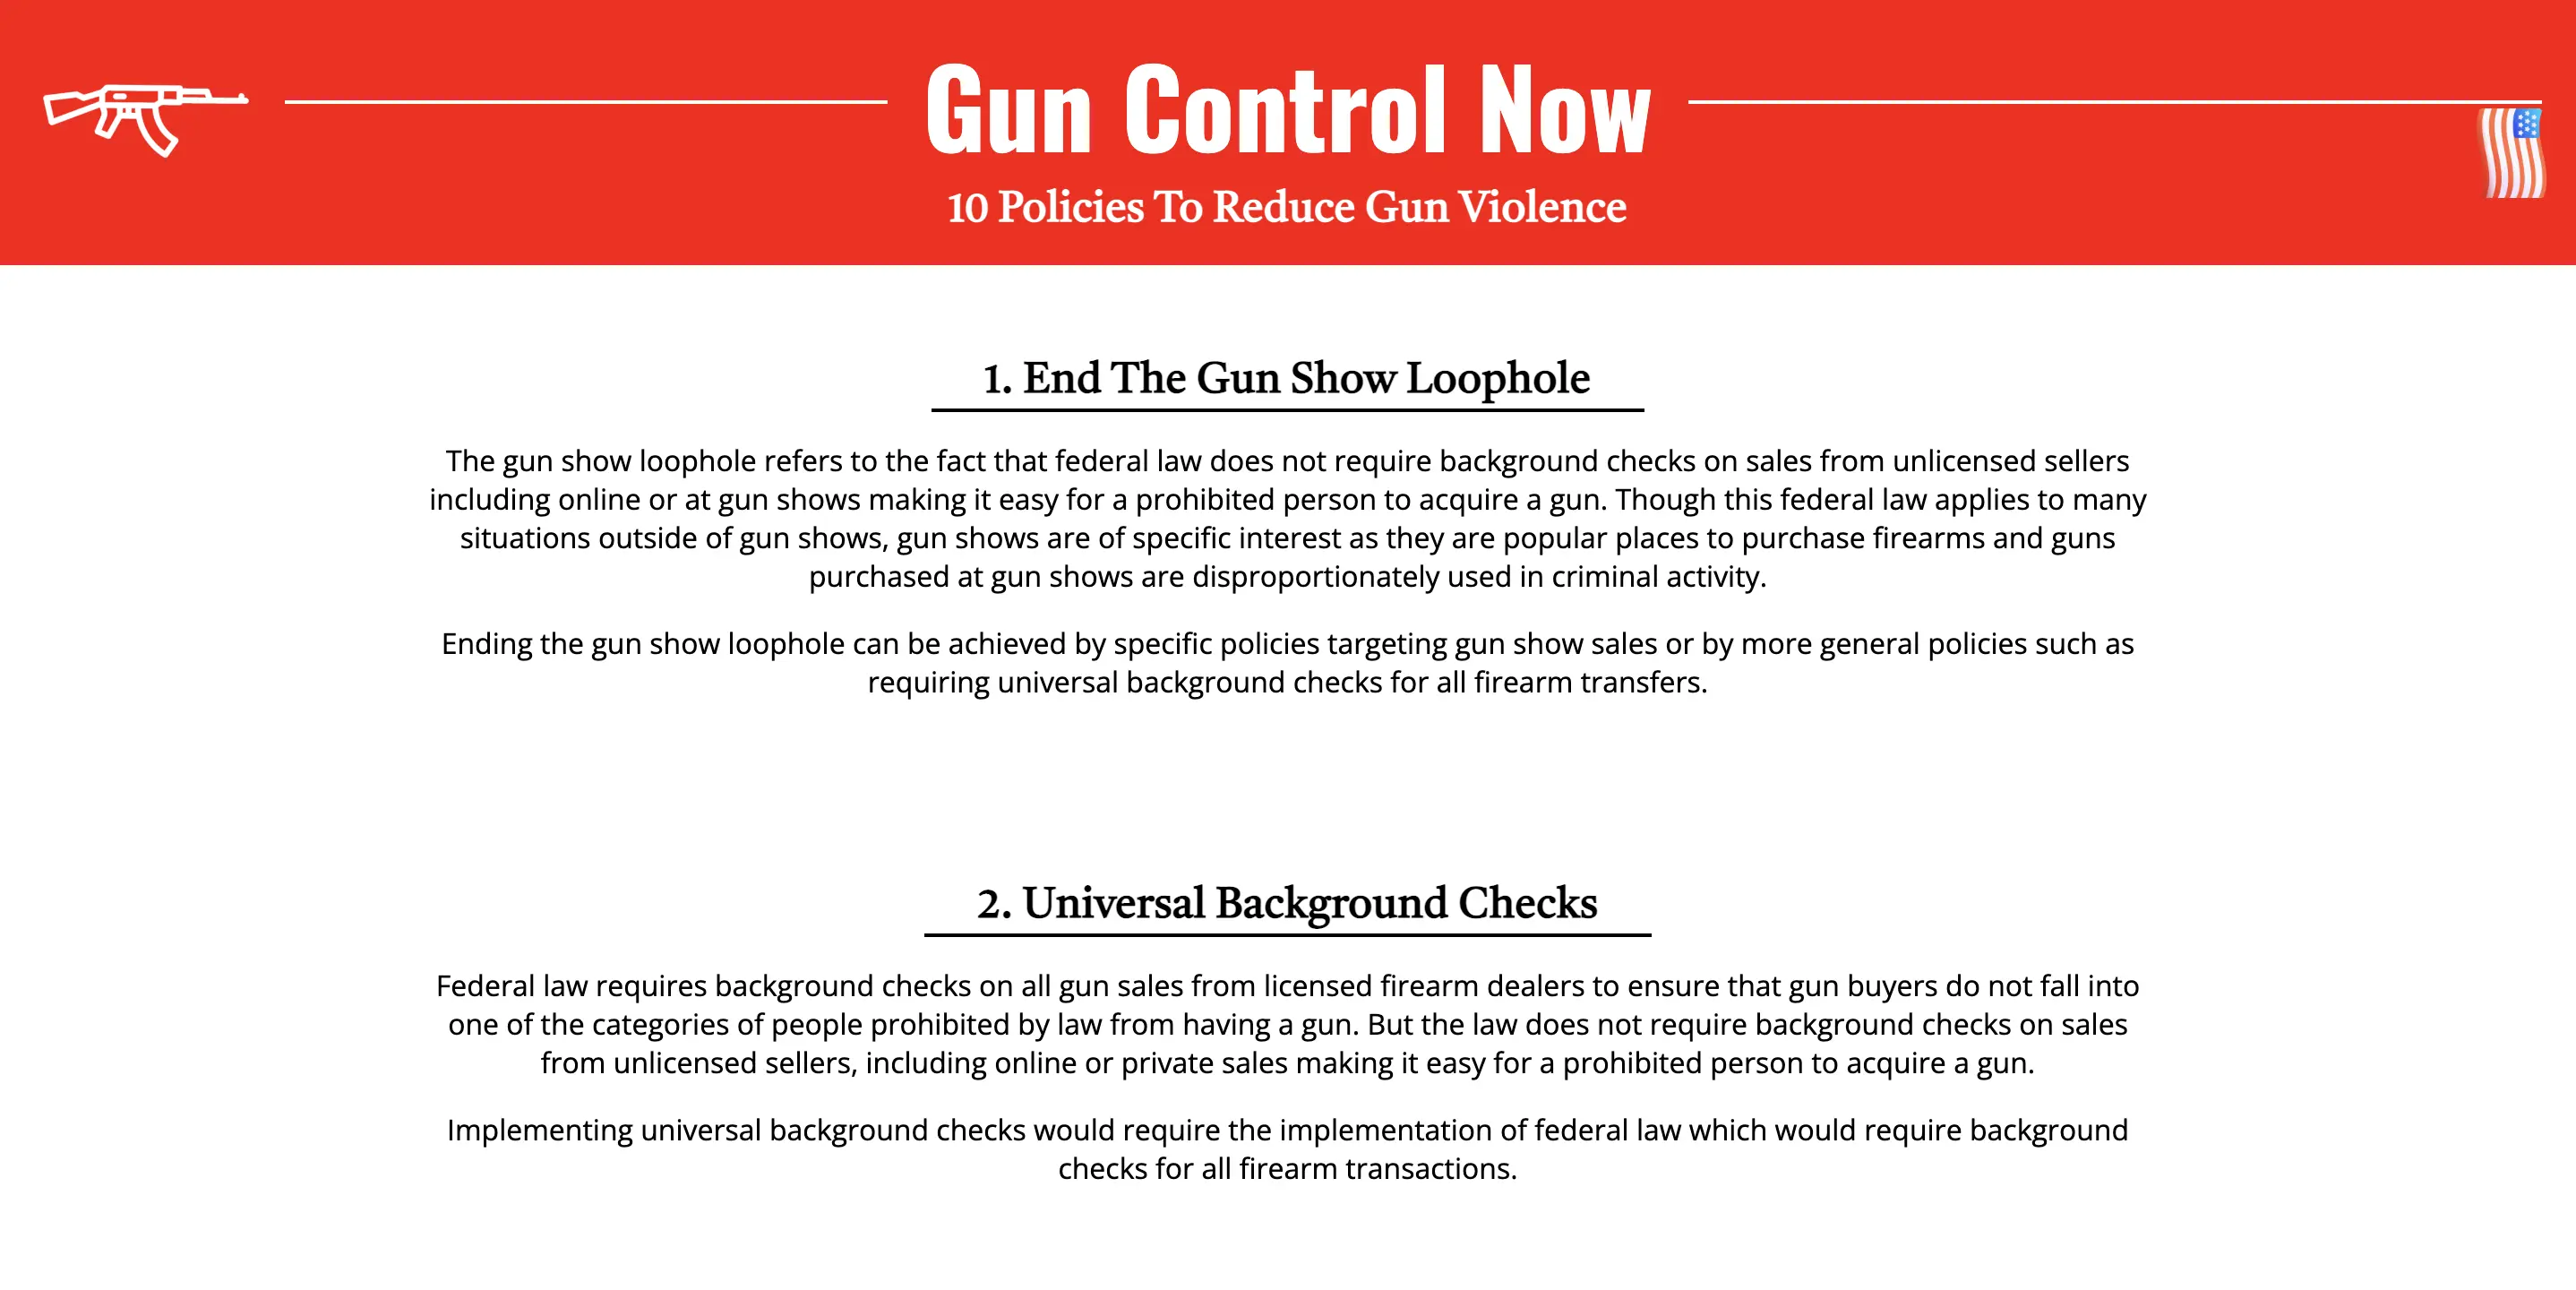 Gun Control Now
10 Policies To Reduce Gun Violence
1. End The Gun Show Loophole
The gun show loophole refers to the fact that federal law does not require background checks on sales from unlicensed sellers
including online or at gun shows making it easy for a prohibited person to acquire a gun. Though this federal law applies to many
situations outside of gun shows, gun shows are of specific interest as they are popular places to purchase firearms and guns
purchased at gun shows are disproportionately used in criminal activity.
Ending the gun show loophole can be achieved by specific policies targeting gun show sales or by more general policies such as
requiring universal background checks for all firearm transfers.
2. Universal Background Checks
Federal law requires background checks on all gun sales from licensed firearm dealers to ensure that gun buyers do not fall into
one of the categories of people prohibited by law from having a gun. But the law does not require background checks on sales
from unlicensed sellers, including online or private sales making it easy for a prohibited person to acquire a gun.
Implementing universal background checks would require the implementation of federal law which would require background
checks for all firearm transactions.